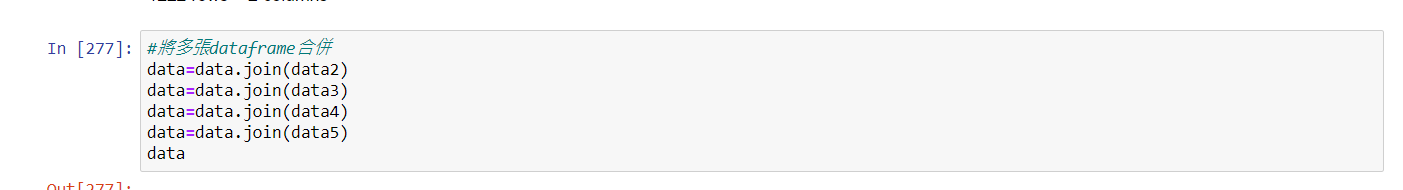 In [277]:
#將多張dataframe合併
data=data.join(data2)
data=data.join(data3)
data=data.join(data4)
data=data.join(data5)
data
Out[277]: